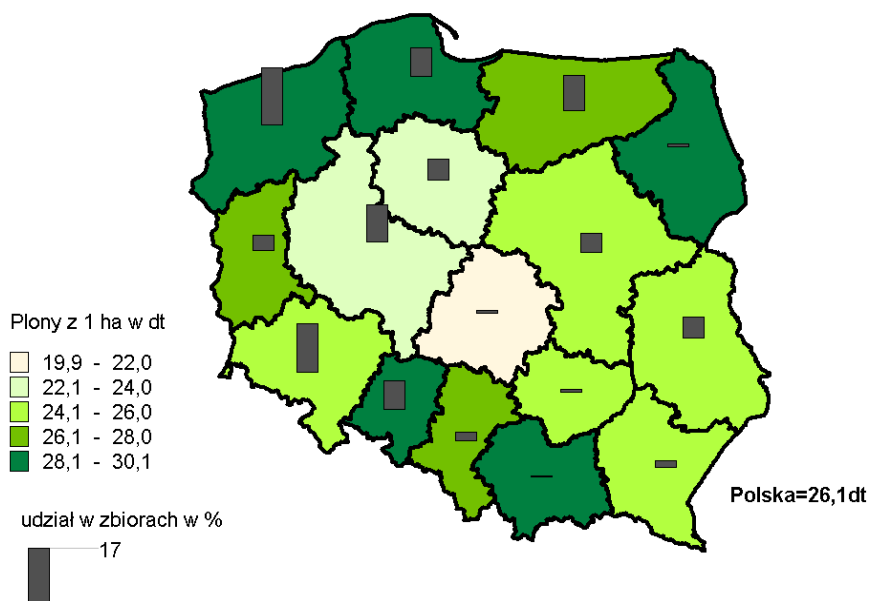 Plony z 1 ha w dt
19,9 - 22,0
22,1 - 24,0
24,1 - 26,0
26,1 - 28,0
28,1 - 30,1
Polska=26,1dt
udział w zbiorach w %
17